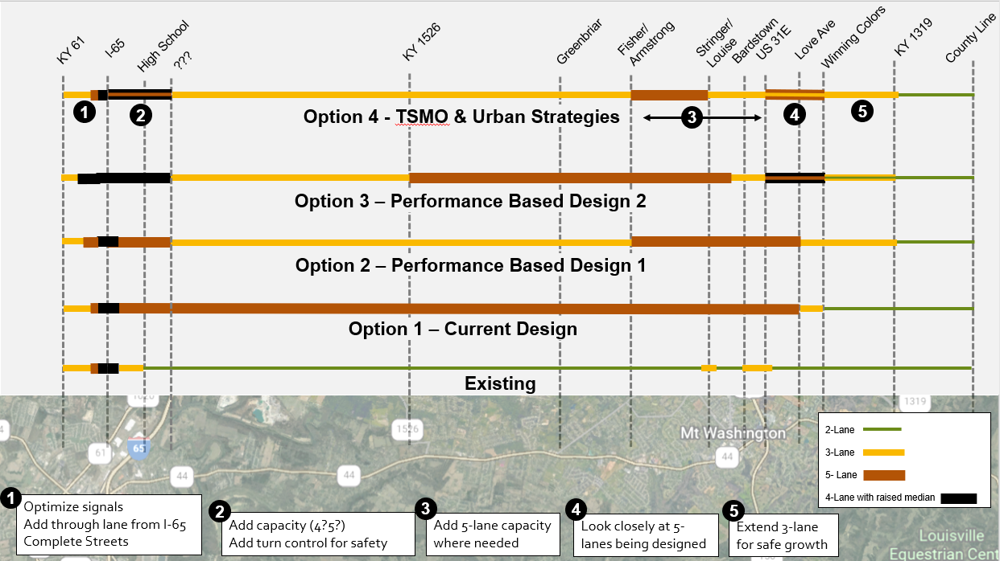 KY 61
I-65
High School
???
KY 1526
Greenbriar
Fisher/
Armstrong
Stringer/
Louise
Bardstown
US 31E
Love Ave
Winning Colors
KY 1319
County Line
1
2
Option 4 - TSMO & Urban Strategies
3
4
5
Option 3 – Performance Based Design 2
Option 2 – Performance Based Design 1
Option 1 – Current Design
Existing
1020
1526
1319
4
61
65
44
44
44
Mt Washington
2-Lane
3-Lane
5- Lane
4-Lane with raised median
1
Optimize signals
Add through lane from I-65
Complete Streets
2
Add capacity (4?5?)
Add turn control for safety
3
Add 5-lane capacity
where needed
4
Look closely at 5-
lanes being designed
5
Extend 3-lane
for safe growth
Louisville
Equestrian Cent